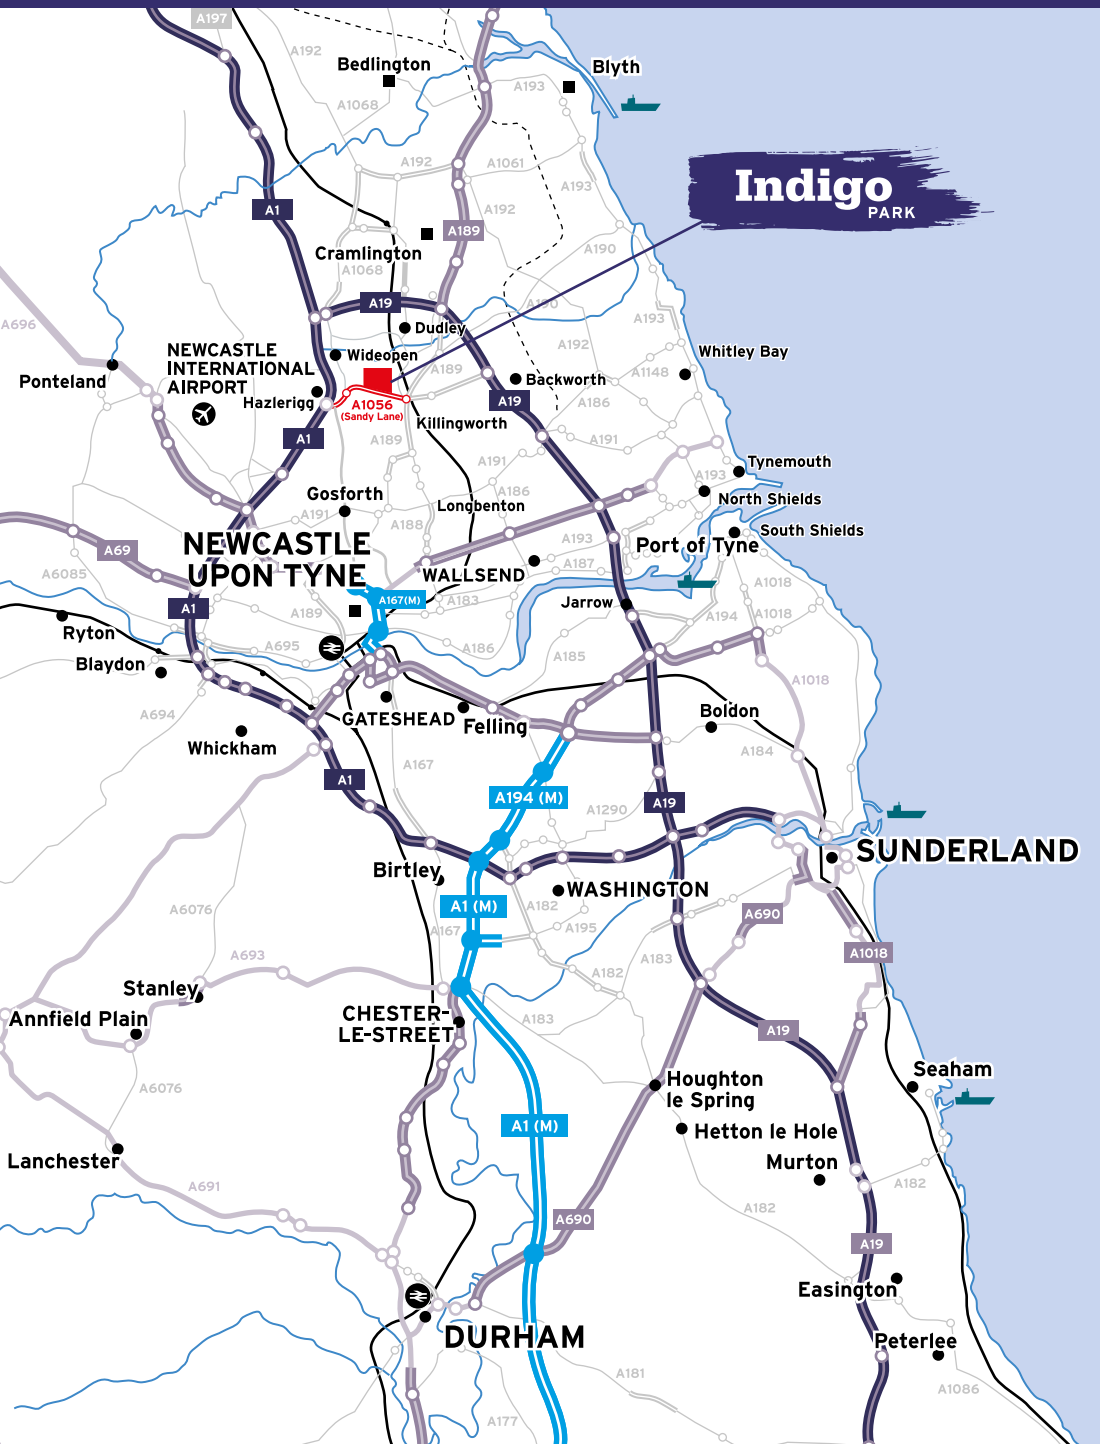 A197
A192
Bedlington
Blyth
A193
A1068
A192
A1061
A193
Indigo
PARK
A1
A192
A189
A190
Cramlington
A1068
A19
A190
A193
A696
Dudley
A192
Whitley Bay
NEWCASTLE
INTERNATIONAL
AIRPORT
Wideopen
A189
A1148
Ponteland
Backworth
Hazlerigg
A1056
(Sandy Lane)
A19
A186
Killingworth
A1
A189
A191
A191
Tynemouth
A193
Gosforth
A186
North Shields
A191
Longbenton
A188
South Shields
NEWCASTLE
UPON TYNE
A69
A193
Port of Tyne
A187
A6085
WALLSEND
A1018
A167(M)
A183
Jarrow
A1
A189
A194
A1018
Ryton
A695
A186
A185
Blaydon
A1018
A694
GATESHEAD
Felling
Boldon
Whickham
A184
A167
A1
A194 (M)
A1290
A19
SUNDERLAND
Birtley
WASHINGTON
A6076
A1 (M)
A182
A690
A167
A195
A693
A183
A1018
A182
Stanley
CHESTER-
LE-STREET
Annfield Plain
A183
A19
Seaham
A6076
Houghton
le Spring
A1 (M)
Hetton le Hole
Lanchester
Murton
A691
A182
A182
A690
A19
Easington
DURHAM
Peterlee
A181
A1086
A177